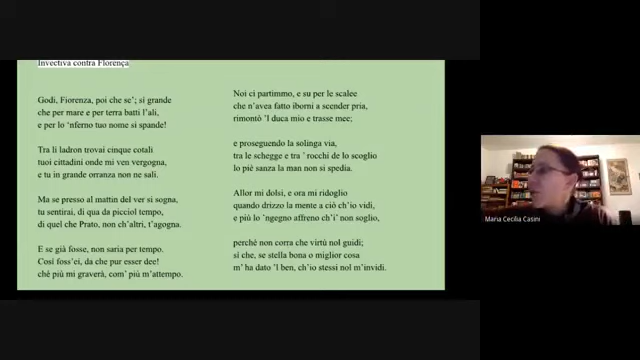 Invectiva contra Florença
Godi, Fiorenza, poi che se'; sì grande
che per mare e per terra batti l'ali,
e per lo 'nferno tuo nome si spande!
Tra li ladron trovai cinque cotali
tuoi cittadini onde mi ven vergogna,
e tu in grande orranza non ne sali.
Ma se presso al mattin del ver si sogna,
tu sentirai, di qua da picciol tempo,
di quel che Prato, non ch'altri, t'agogna.
E se già fosse, non saria per tempo.
Così foss'ei, da che pur esser dee!
ché più mi graverà, com' più m'attempo.
Noi ci partimmo, e su per le scalee
che n'avea fatto iborni a scender pria,
rimontò 'l duca mio e trasse mee;
e proseguendo la solinga via,
tra le schegge e tra ' rocchi de lo scoglio
lo piè sanza la man non si spedia.
Allor mi dolsi, e ora mi ridoglio
quando drizzo la mente a ciò ch'io vidi,
e più lo 'ngegno affreno ch'i' non soglio,
perché non corra che virtù nol guidi;
sì che, se stella bona o miglior cosa
m' ha dato 'l ben, ch'io stessi nol m'invidi.
Maria Cecilia Casini